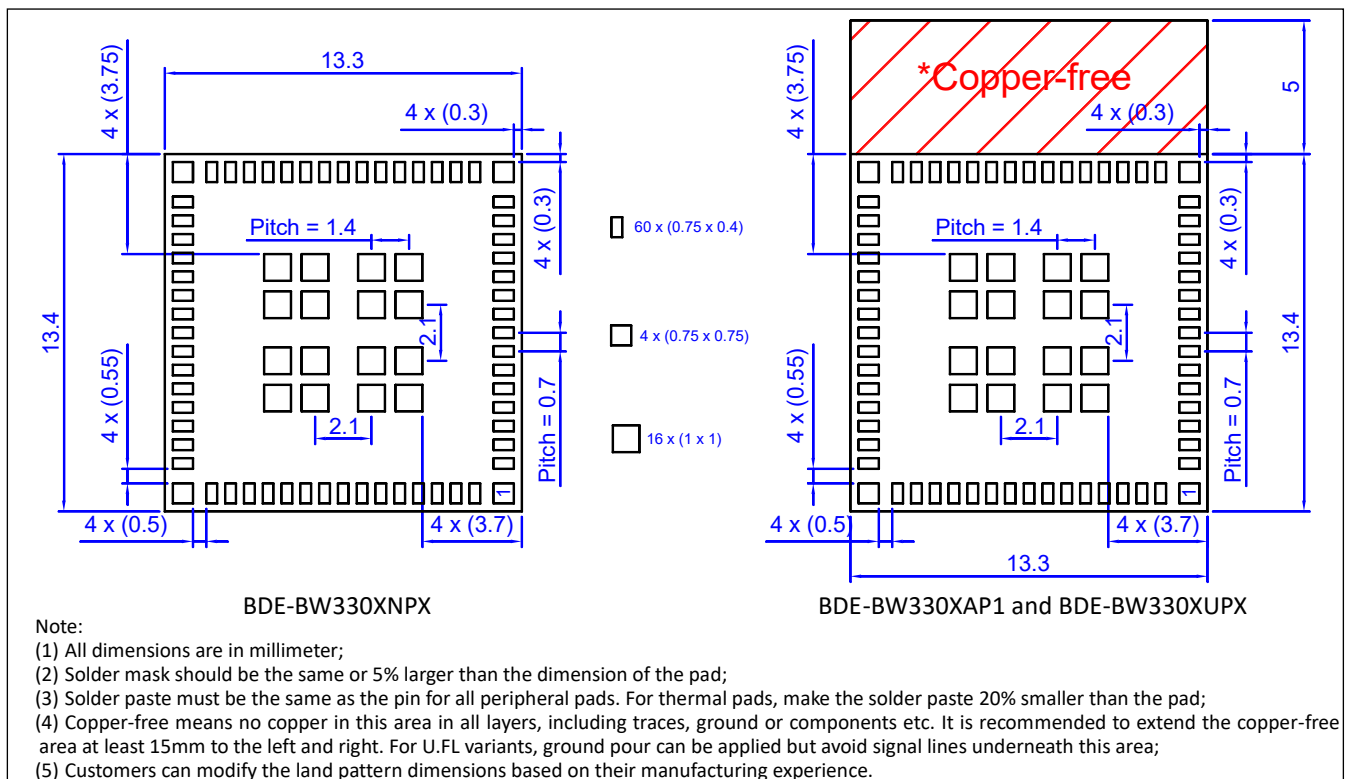 13.3
4 x (3.75)
4 x (0.3)
4 x (0.3)
Pitch = 1.4
13.4
2.1
4 x (0.55)
2.1
Pitch = 0.7
4 x (0.5)
1
4 x (3.7)
BDE-BW330XNPX
60 x (0.75 x 0.4)
4 x (0.75 x 0.75)
16 x (1 x 1)
*Copper-free
5
4 x (3.75)
4 x (0.3)
4 x (0.3)
Pitch = 1.4
13.4
2.1
4 x (0.55)
2.1
Pitch = 0.7
4 x (0.5)
1
4 x (3.7)
13.3
BDE-BW330XAP1 and BDE-BW330XUPX
Note:
(1) All dimensions are in millimeter;
(2) Solder mask should be the same or 5% larger than the dimension of the pad;
(3) Solder paste must be the same as the pin for all peripheral pads. For thermal pads, make the solder paste 20% smaller than the pad;
(4) Copper-free means no copper in this area in all layers, including traces, ground or components etc. It is recommended to extend the copper-free
area at least 15mm to the left and right. For U.FL variants, ground pour can be applied but avoid signal lines underneath this area;
(5) Customers can modify the land pattern dimensions based on their manufacturing experience.